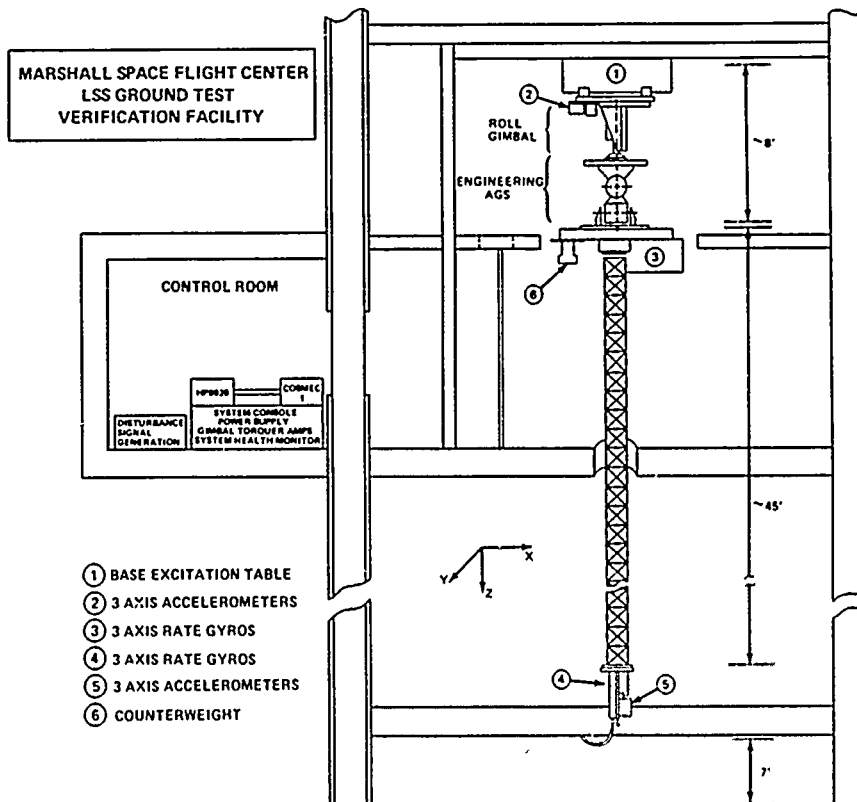 MARSHALL SPACE FLIGHT CENTER
LSS GROUND TEST
VERIFICATION FACILITY
1
2
ROLL
GIMBAL
~8'
ENGINEERING
AGS
3
6
CONTROL ROOM
COSMEC
1
SYSTEM CONSOLE
POWER SUPPLY
GIMBAL TORQUER AMPS
SYSTEM HEALTH MONITOR
DISTURBANCE
SIGNAL
GENERATION
~45'
X
Y
Z
1 BASE EXCITATION TABLE
2 3 AXIS ACCELEROMETERS
3 3 AXIS RATE GYROS
4 3 AXIS RATE GYROS
5 3 AXIS ACCELEROMETERS
6 COUNTERWEIGHT
4
5
7'